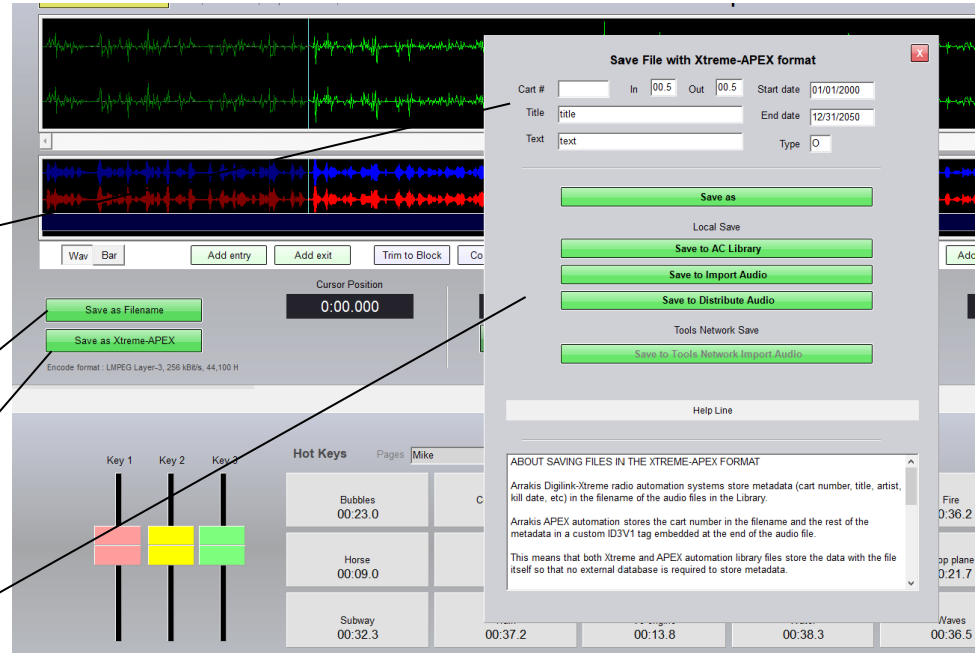 Save File with Xtreme-APEX format
X
Cart #
In 00.5 Out 00.5
Start date 01/01/2000
Title title
End date 12/31/2050
Text text
Type O
Save as
Local Save
Save to AC Library
Save to Import Audio
Save to Distribute Audio
Tools Network Save
Save to Tools Network Import Audio
Help Line
ABOUT SAVING FILES IN THE XTREME-APEX FORMAT
Arrakis Digilink-Xtreme radio automation systems store metadata (cart number, title, artist,
kill date, etc) in the filename of the audio files in the Library.
Arrakis APEX automation stores the cart number in the filename and the rest of the
metadata in a custom ID3V1 tag embedded at the end of the audio file.
This means that both Xtreme and APEX automation library files store the data with the file
itself so that no external database is required to store metadata.
Wav Bar Add entry Add exit Trim to Block Co
Cursor Position
0:00.000
Save as Filename
Save as Xtreme-APEX
Encode format : LMPEG Layer-3, 256 kBit/s, 44,100 H
Key 1 Key 2 Key 3
Hot Keys Pages Mike
Bubbles
00:23.0
Fire
0:36.2
Horse
00:09.0
op plane
0:21.7
Subway
00:32.3
00:37.2
00:13.8
00:38.3
Waves
00:36.5